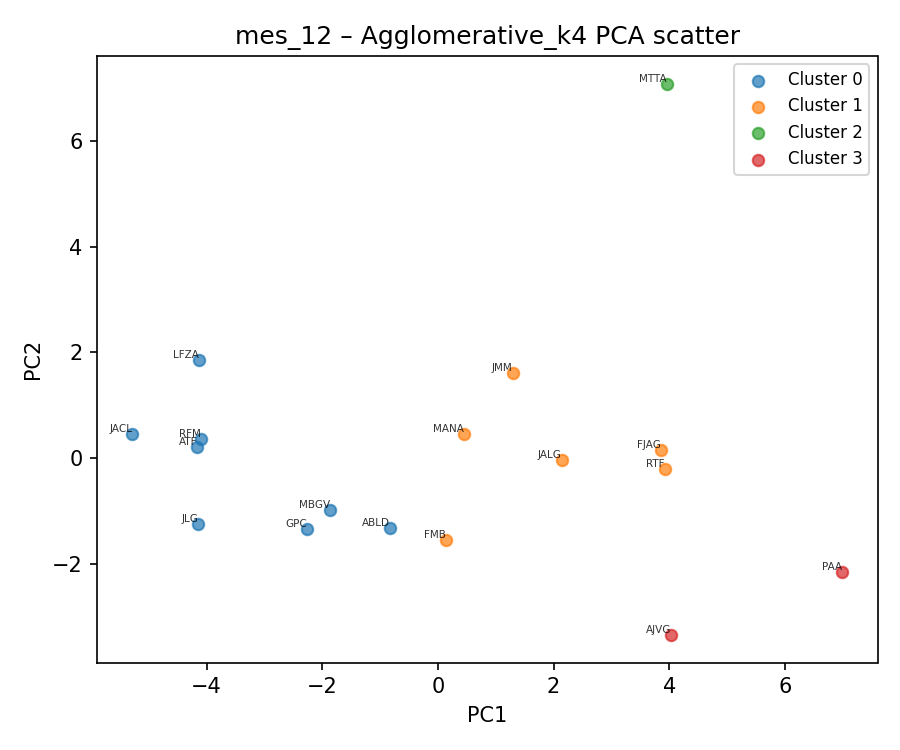 mes_12 – Agglomerative_k4 PCA scatter
MTTA
Cluster 0
Cluster 1
Cluster 2
Cluster 3
6
4
2
0
−2
PC2
LFZA
JMM
JACL
RFM
MANA
FJAG
JALG
RTF
MBGV
JLG
GPC
ABLD
FMB
PAA
AJVG
−4
−2
0
2
4
6
PC1